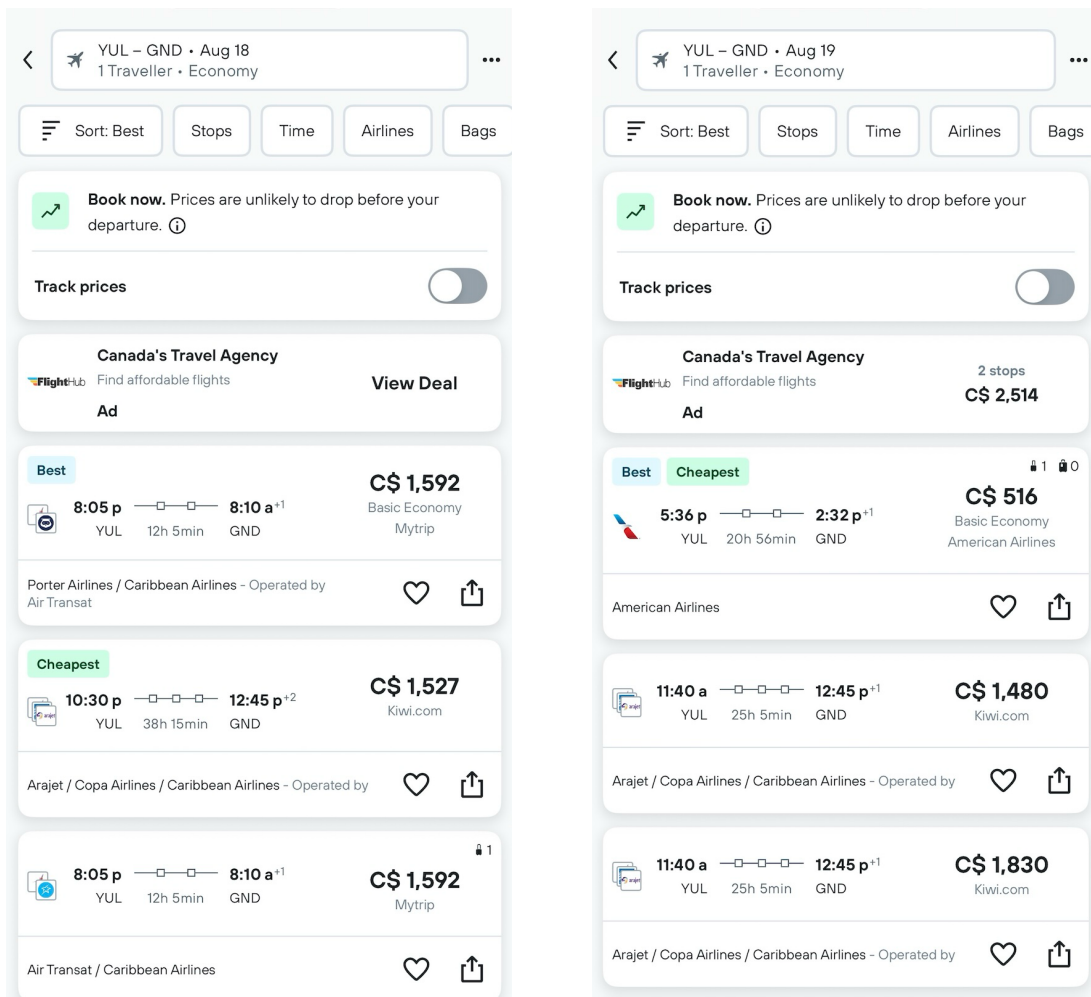 YUL – GND • Aug 18
1 Traveller • Economy
Sort: Best
Stops
Time
Airlines
Bags
Book now. Prices are unlikely to drop before your
departure.
Track prices
FlightHub
Canada's Travel Agency
Find affordable flights
Ad
View Deal
Best
8:05 p
8:10 a+1
YUL
12h 5min
GND
C$ 1,592
Basic Economy
Mytrip
Porter Airlines / Caribbean Airlines - Operated by
Air Transat
Cheapest
10:30 p
12:45 p+2
YUL
38h 15min
GND
C$ 1,527
Kiwi.com
arajet
Arajet / Copa Airlines / Caribbean Airlines - Operated by
1
8:05 p
8:10 a+1
YUL
12h 5min
GND
C$ 1,592
Mytrip
Air Transat / Caribbean Airlines
YUL – GND • Aug 19
1 Traveller • Economy
Sort: Best
Stops
Time
Airlines
Bags
Book now. Prices are unlikely to drop before your
departure.
Track prices
FlightHub
Canada's Travel Agency
Find affordable flights
Ad
2 stops
C$ 2,514
Best
Cheapest
1
0
5:36 p
2:32 p+1
YUL
20h 56min
GND
C$ 516
Basic Economy
American Airlines
American Airlines
11:40 a
12:45 p+1
YUL
25h 5min
GND
C$ 1,480
Kiwi.com
arajet
Arajet / Copa Airlines / Caribbean Airlines - Operated by
11:40 a
12:45 p+1
YUL
25h 5min
GND
C$ 1,830
Kiwi.com
arajet
Arajet / Copa Airlines / Caribbean Airlines - Operated by